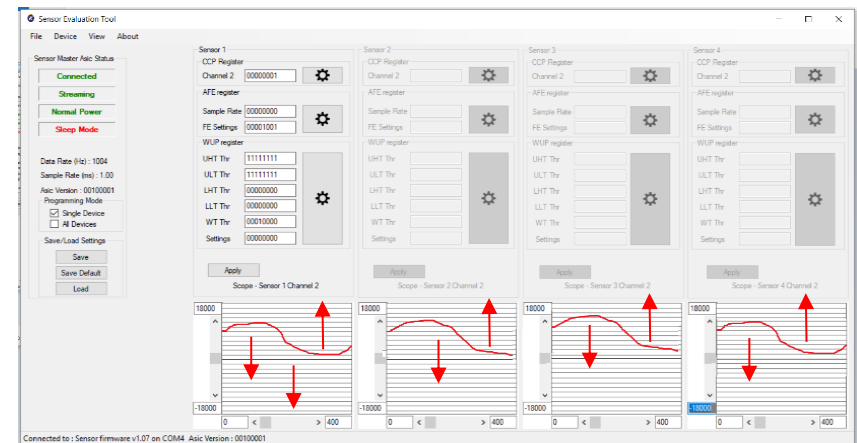 Sensor Evaluation Tool
File Device View About
Sensor Master Asic Status
Connected
Streaming
Normal Power
Sleep Mode
Data Rate (Hz) : 1004
Sample Rate (ms) : 1.00
Asic Version : 00100001
Programming Mode
Single Device
All Devices
Save/Load Settings
Save
Save Default
Load
Sensor 1
CCP Register
Channel 2 00000001
AFE register
Sample Rate 00000000
FE Settings 00001001
WUP register
UHT Thr 11111111
ULT Thr 11111111
LHT Thr 00000000
LLT Thr 00000000
WT Thr 00010000
Settings 00000000
Apply
Scope - Sensor 1 Channel 2
18000
-18000
0 < > 400
Sensor 2
CCP Register
Channel 2
AFE register
Sample Rate
FE Settings
WUP register
UHT Thr
ULT Thr
LHT Thr
LLT Thr
WT Thr
Settings
Apply
Scope - Sensor 2 Channel 2
18000
-18000
0 < > 400
Sensor 3
CCP Register
Channel 2
AFE register
Sample Rate
FE Settings
WUP register
UHT Thr
ULT Thr
LHT Thr
LLT Thr
WT Thr
Settings
Apply
Scope - Sensor 3 Channel 2
18000
-18000
0 < > 400
Sensor 4
CCP Register
Channel 2
AFE register
Sample Rate
FE Settings
WUP register
UHT Thr
ULT Thr
LHT Thr
LLT Thr
WT Thr
Settings
Apply
Scope - Sensor 4 Channel 2
18000
-18000
0 < > 400
Connected to : Sensor firmware v1.07 on COM4 Asic Version : 00100001